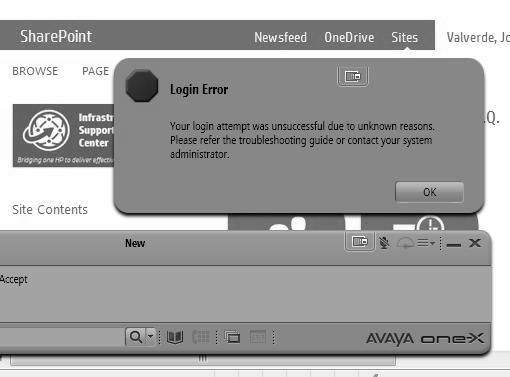 SharePoint
Newsfeed OneDrive Sites
Valverde, Jo
BROWSE PAGE
Login Error
Your login attempt was unsuccessful due to unknown reasons.
Please refer the troubleshooting guide or contact your system
administrator.
OK
Infrastr
Support
Center
Bridging one HP to deliver effecti
.Q.
Site Contents
New
Accept
AVAYA one-X